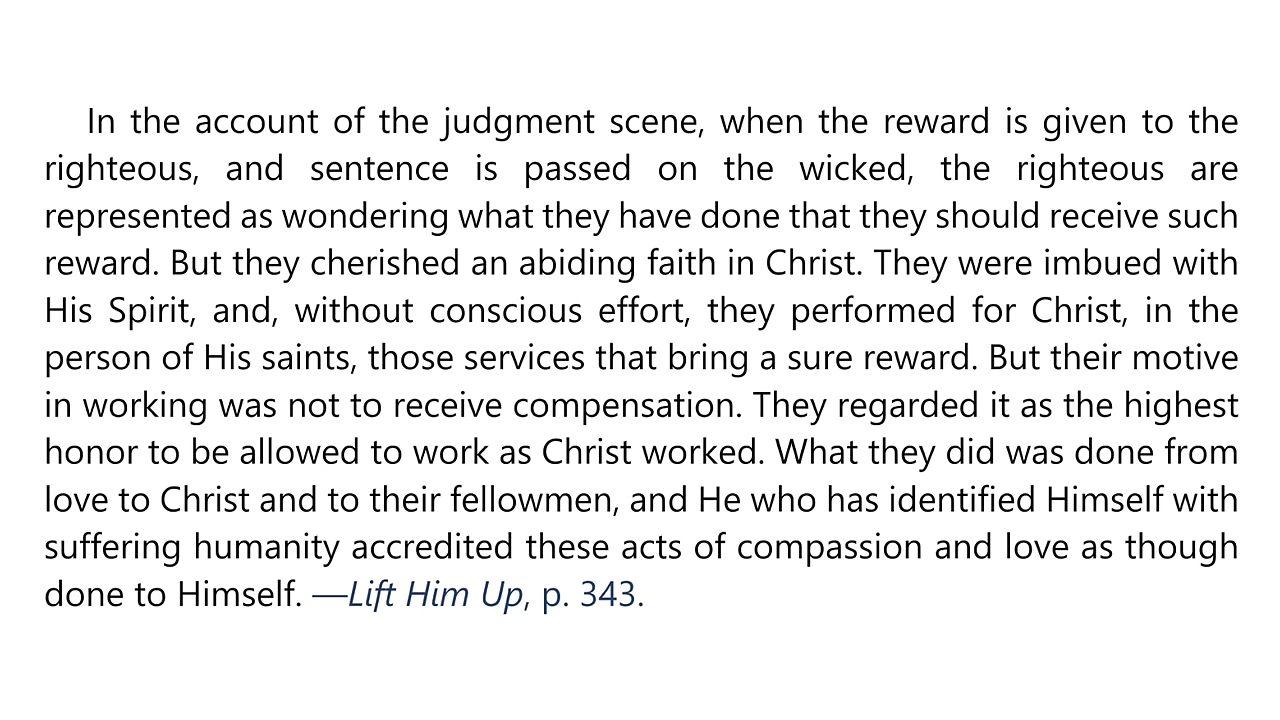 In the account of the judgment scene, when the reward is given to the
righteous, and sentence is passed on the wicked, the righteous are
represented as wondering what they have done that they should receive such
reward. But they cherished an abiding faith in Christ. They were imbued with
His Spirit, and, without conscious effort, they performed for Christ, in the
person of His saints, those services that bring a sure reward. But their motive
in working was not to receive compensation. They regarded it as the highest
honor to be allowed to work as Christ worked. What they did was done from
love to Christ and to their fellowmen, and He who has identified Himself with
suffering humanity accredited these acts of compassion and love as though
done to Himself. —Lift Him Up, p. 343.